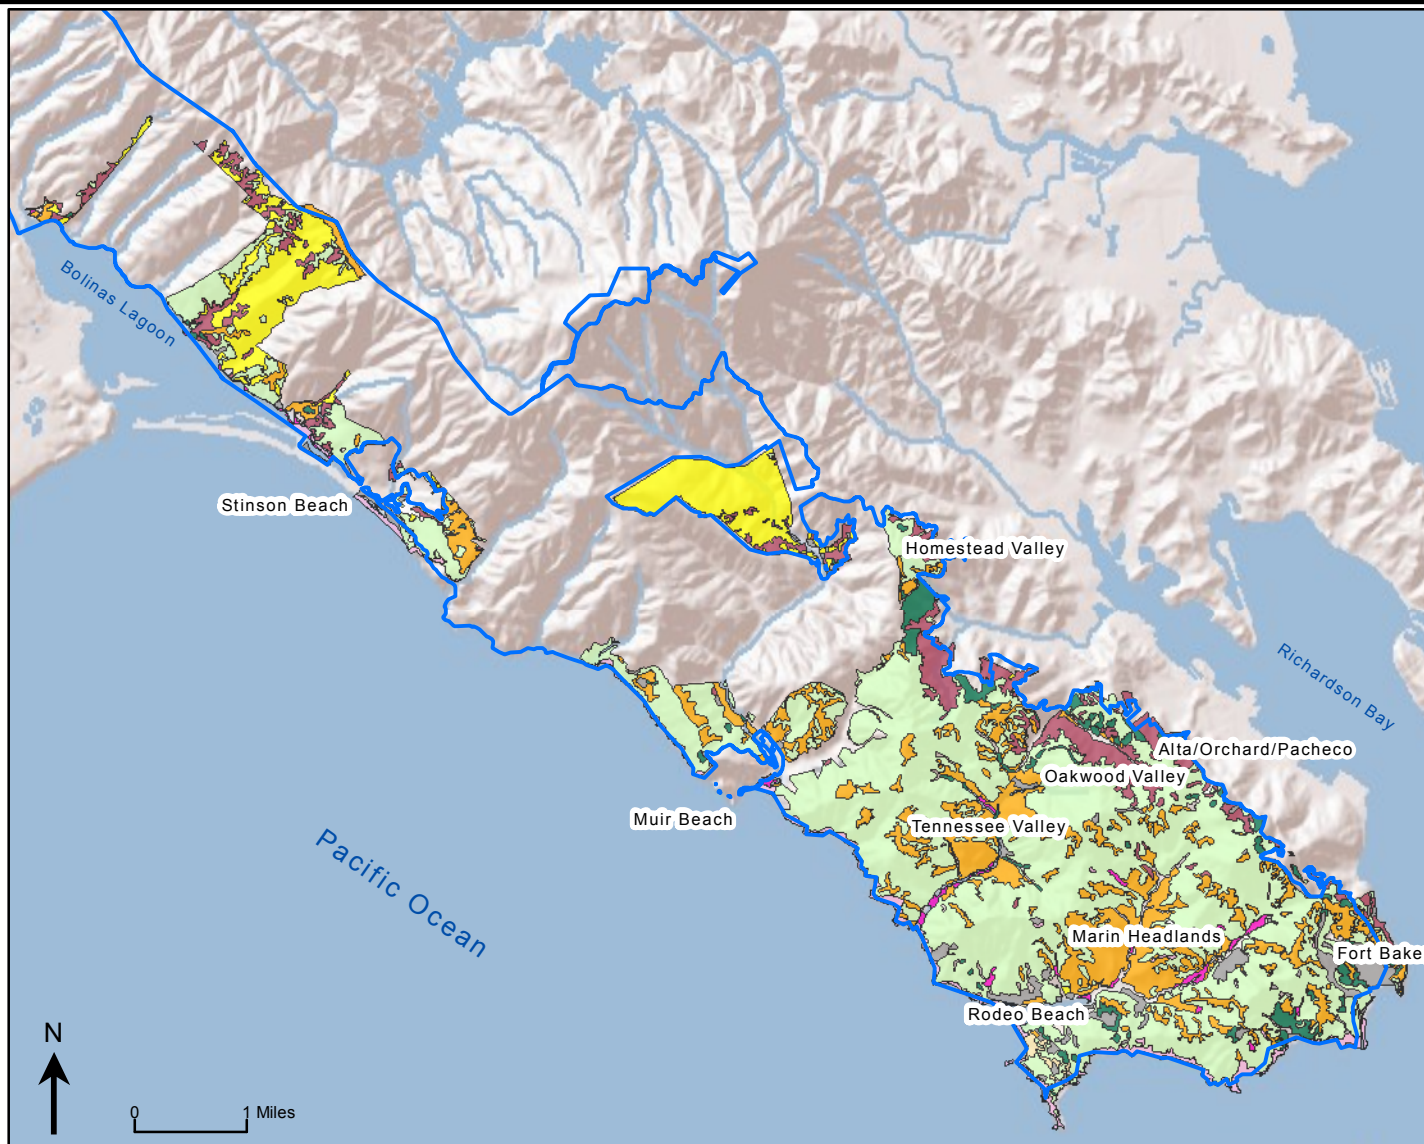 Bolinas Lagoon
Stinson Beach
Homestead Valley
Richardson Bay
Alta/Orchard/Pacheco
Oakwood Valley
Muir Beach
Tennessee Valley
Pacific Ocean
Marin Headlands
Fort Bake
Rodeo Beach
N
0 1 Miles